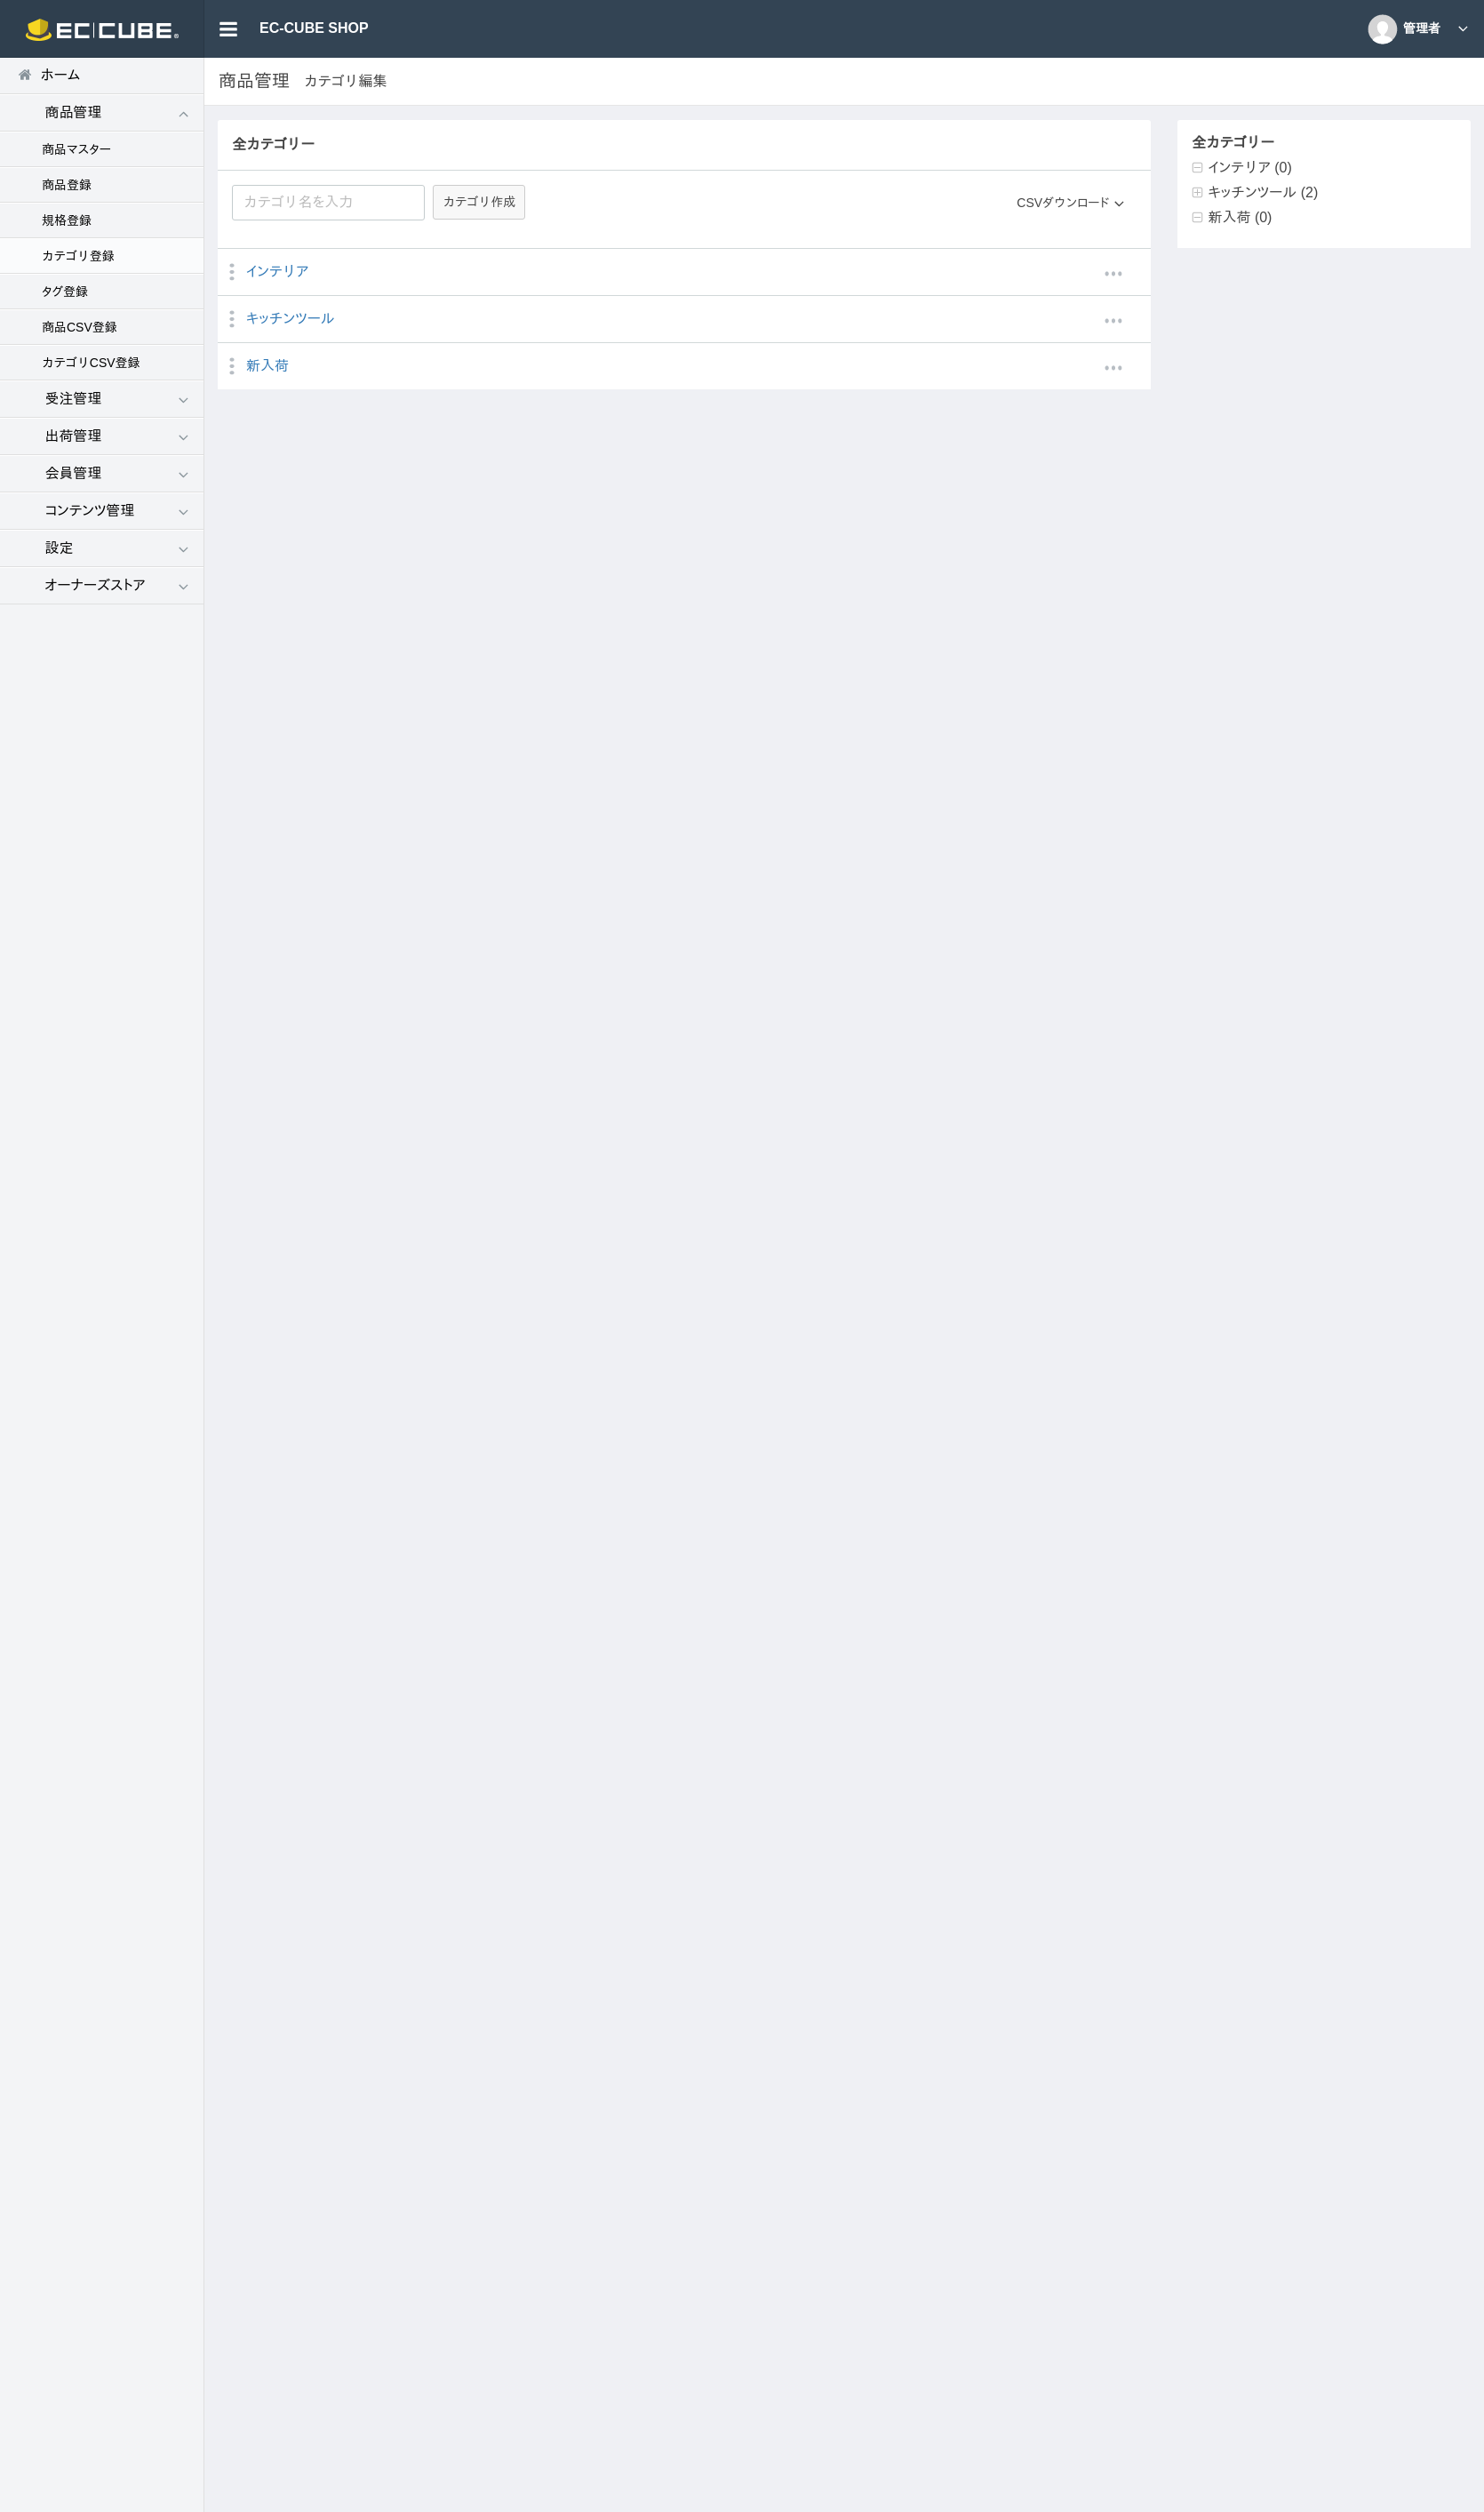 EC CUBE®
EC-CUBE SHOP
管理者
ホーム
商品管理
商品マスター
商品登録
規格登録
カテゴリ登録
タグ登録
商品CSV登録
カテゴリCSV登録
受注管理
出荷管理
会員管理
コンテンツ管理
設定
オーナーズストア
商品管理 カテゴリ編集
全カテゴリー
カテゴリ名を入力
カテゴリ作成
CSVダウンロード
インテリア
キッチンツール
新入荷
全カテゴリー
インテリア (0)
キッチンツール (2)
新入荷 (0)